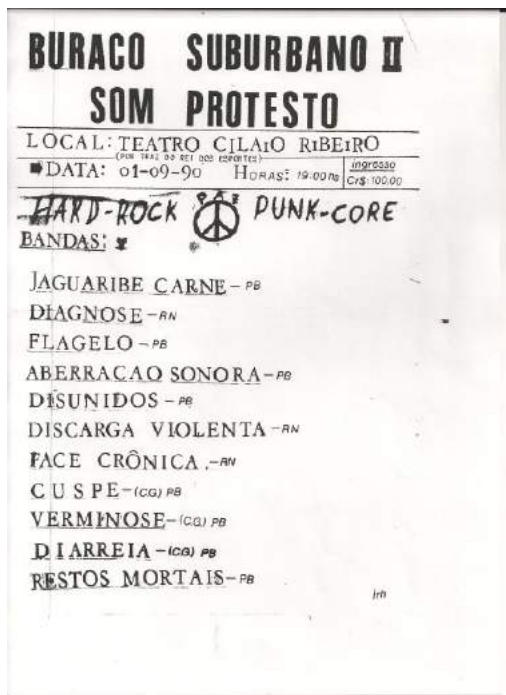 BURACO SUBURBANO II
SOM PROTESTO
LOCAL: TEATRO CILAIO RIBEIRO
(POR TRAZ DO REI DOS ESPORTES)
DATA: 01-09-90 HORAS: 19:00hs ingresso Cr$:100,00
HARD-ROCK PAZ PUNK-CORE
BANDAS:
JAGUARIBE CARNE-PB
DIAGNOSE-RN
FLAGELO-PB
ABERRACAO SONORA-PB
DISUNIDOS-PB
DISCARGA VIOLENTA-RN
FACE CRÔNICA.-RN
CUSPE-(CG) PB
VERMINOSE-(CG) PB
DIARREIA-(CG) PB
RESTOS MORTAIS-PB